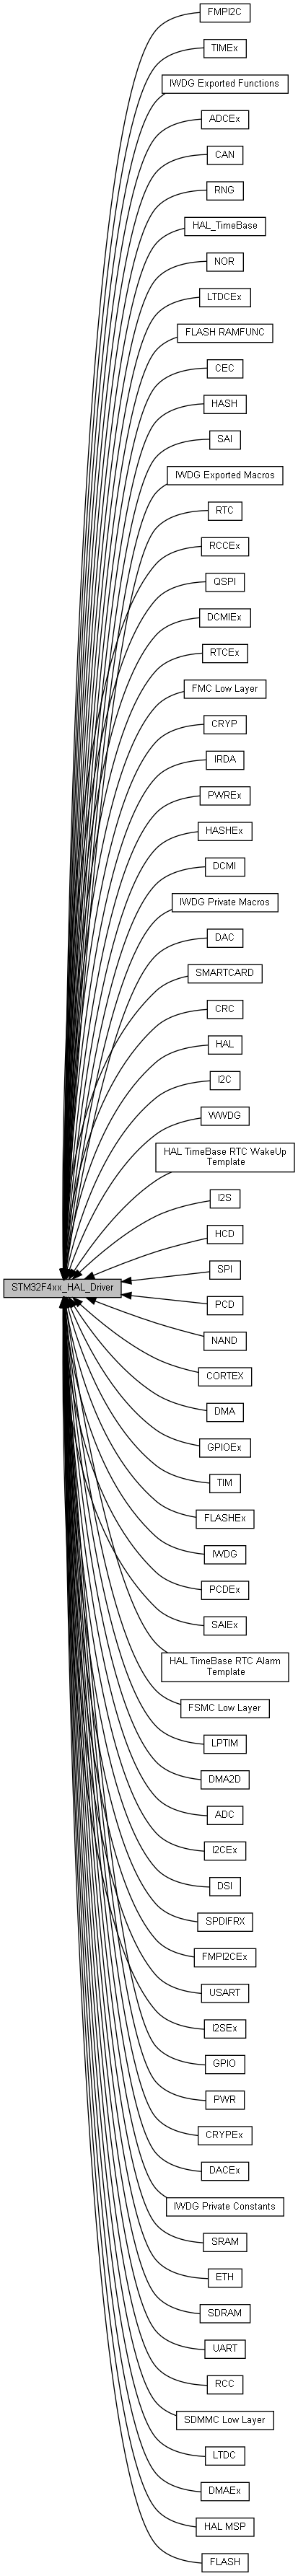 FMPI2C
TIMEx
IWDG Exported Functions
ADCEx
CAN
RNG
HAL_TimeBase
NOR
LTDCEx
FLASH RAMFUNC
CEC
HASH
SAI
IWDG Exported Macros
RTC
RCCEx
QSPI
DCMIEx
RTCEx
FMC Low Layer
CRYP
IRDA
PWREx
HASHEx
DCMI
IWDG Private Macros
DAC
SMARTCARD
CRC
HAL
I2C
WWDG
HAL TimeBase RTC WakeUp
Template
I2S
HCD
SPI
STM32F4xx_HAL_Driver
PCD
NAND
CORTEX
DMA
GPIOEx
TIM
FLASHEx
IWDG
PCDEx
SAIEx
HAL TimeBase RTC Alarm
Template
FSMC Low Layer
LPTIM
DMA2D
ADC
I2CEx
DSI
SPDIFRX
FMPI2CEx
USART
I2SEx
GPIO
PWR
CRYPEx
DACEx
IWDG Private Constants
SRAM
ETH
SDRAM
UART
RCC
SDMMC Low Layer
LTDC
DMAEx
HAL MSP
FLASH